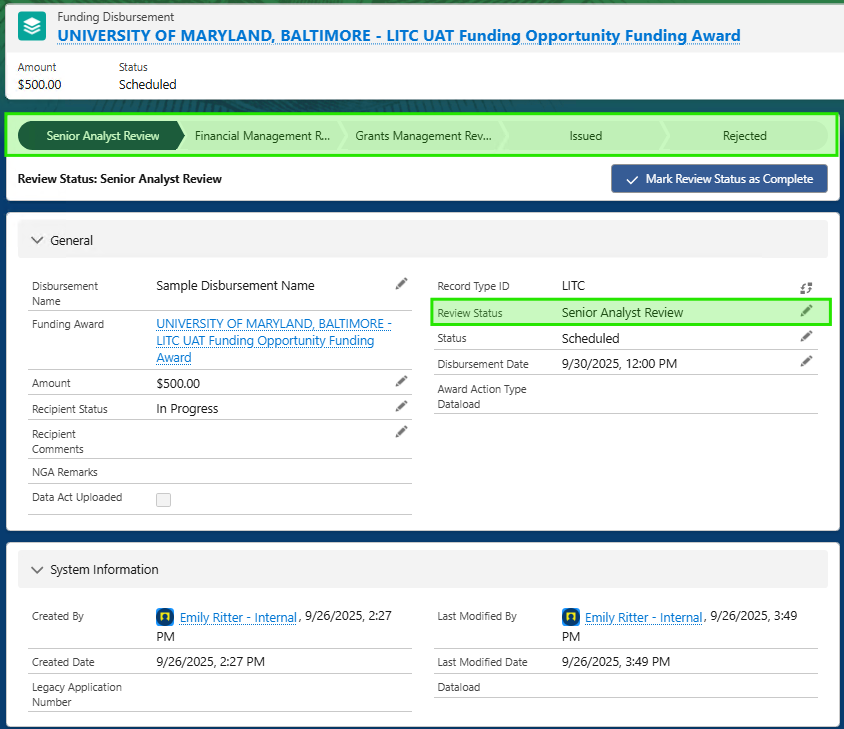 Funding Disbursement
UNIVERSITY OF MARYLAND, BALTIMORE - LITC UAT Funding Opportunity Funding Award
Amount
$500.00
Status
Scheduled
Senior Analyst Review
Financial Management R...
Grants Management Rev...
Issued
Rejected
Review Status: Senior Analyst Review
Mark Review Status as Complete
General
Disbursement
Name
Sample Disbursement Name
Funding Award
UNIVERSITY OF MARYLAND, BALTIMORE -
LITC UAT Funding Opportunity Funding
Award
Amount
$500.00
Recipient Status
In Progress
Recipient
Comments
NGA Remarks
Data Act Uploaded
Record Type ID
LITC
Review Status
Senior Analyst Review
Status
Scheduled
Disbursement Date
9/30/2025, 12:00 PM
Award Action Type
Dataload
System Information
Created By
Emily Ritter - Internal, 9/26/2025, 2:27
PM
Created Date
9/26/2025, 2:27 PM
Legacy Application
Number
Last Modified By
Emily Ritter - Internal, 9/26/2025, 3:49
PM
Last Modified Date
9/26/2025, 3:49 PM
Dataload